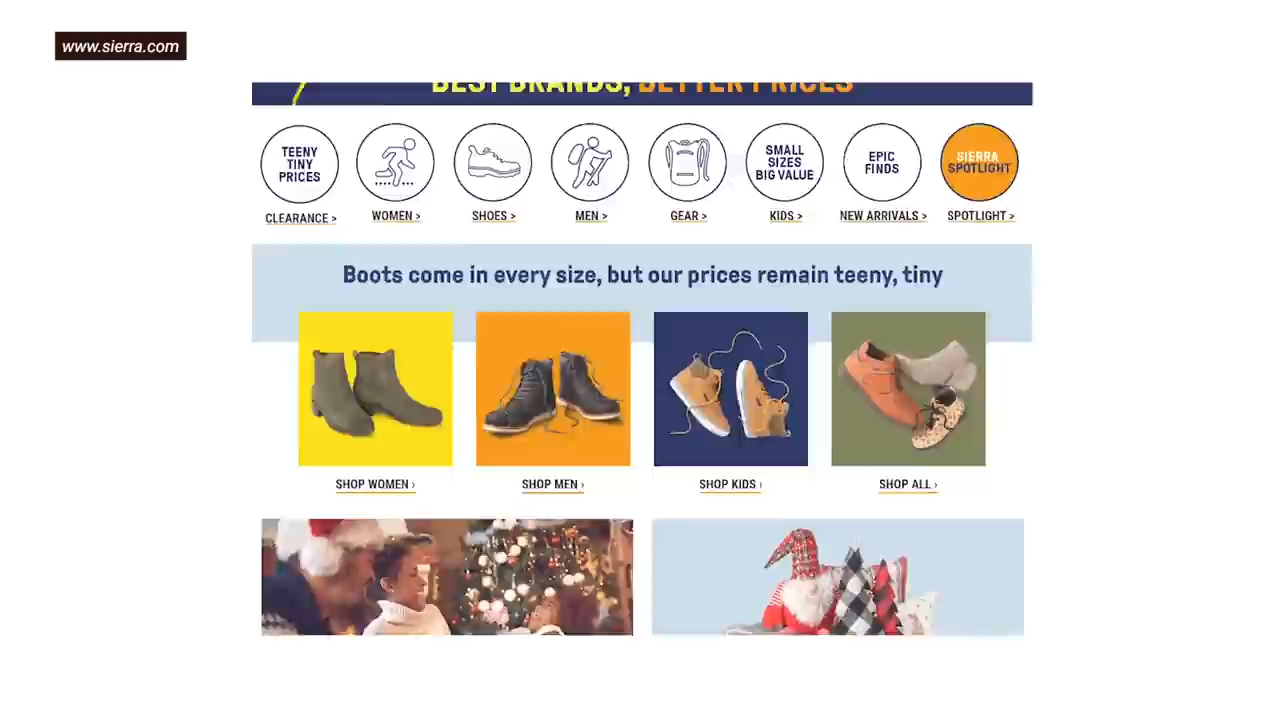 www.sierra.com
BEST BRANDS, BETTER PRICES
TEENY
TINY
PRICES
SMALL
SIZES
BIG VALUE
EPIC
FINDS
SIERRA
SPOTLIGHT
CLEARANCE >
WOMEN >
SHOES >
MEN >
GEAR >
KIDS >
NEW ARRIVALS >
SPOTLIGHT >
Boots come in every size, but our prices remain teeny, tiny
SHOP WOMEN ›
SHOP MEN ›
SHOP KIDS ›
SHOP ALL ›